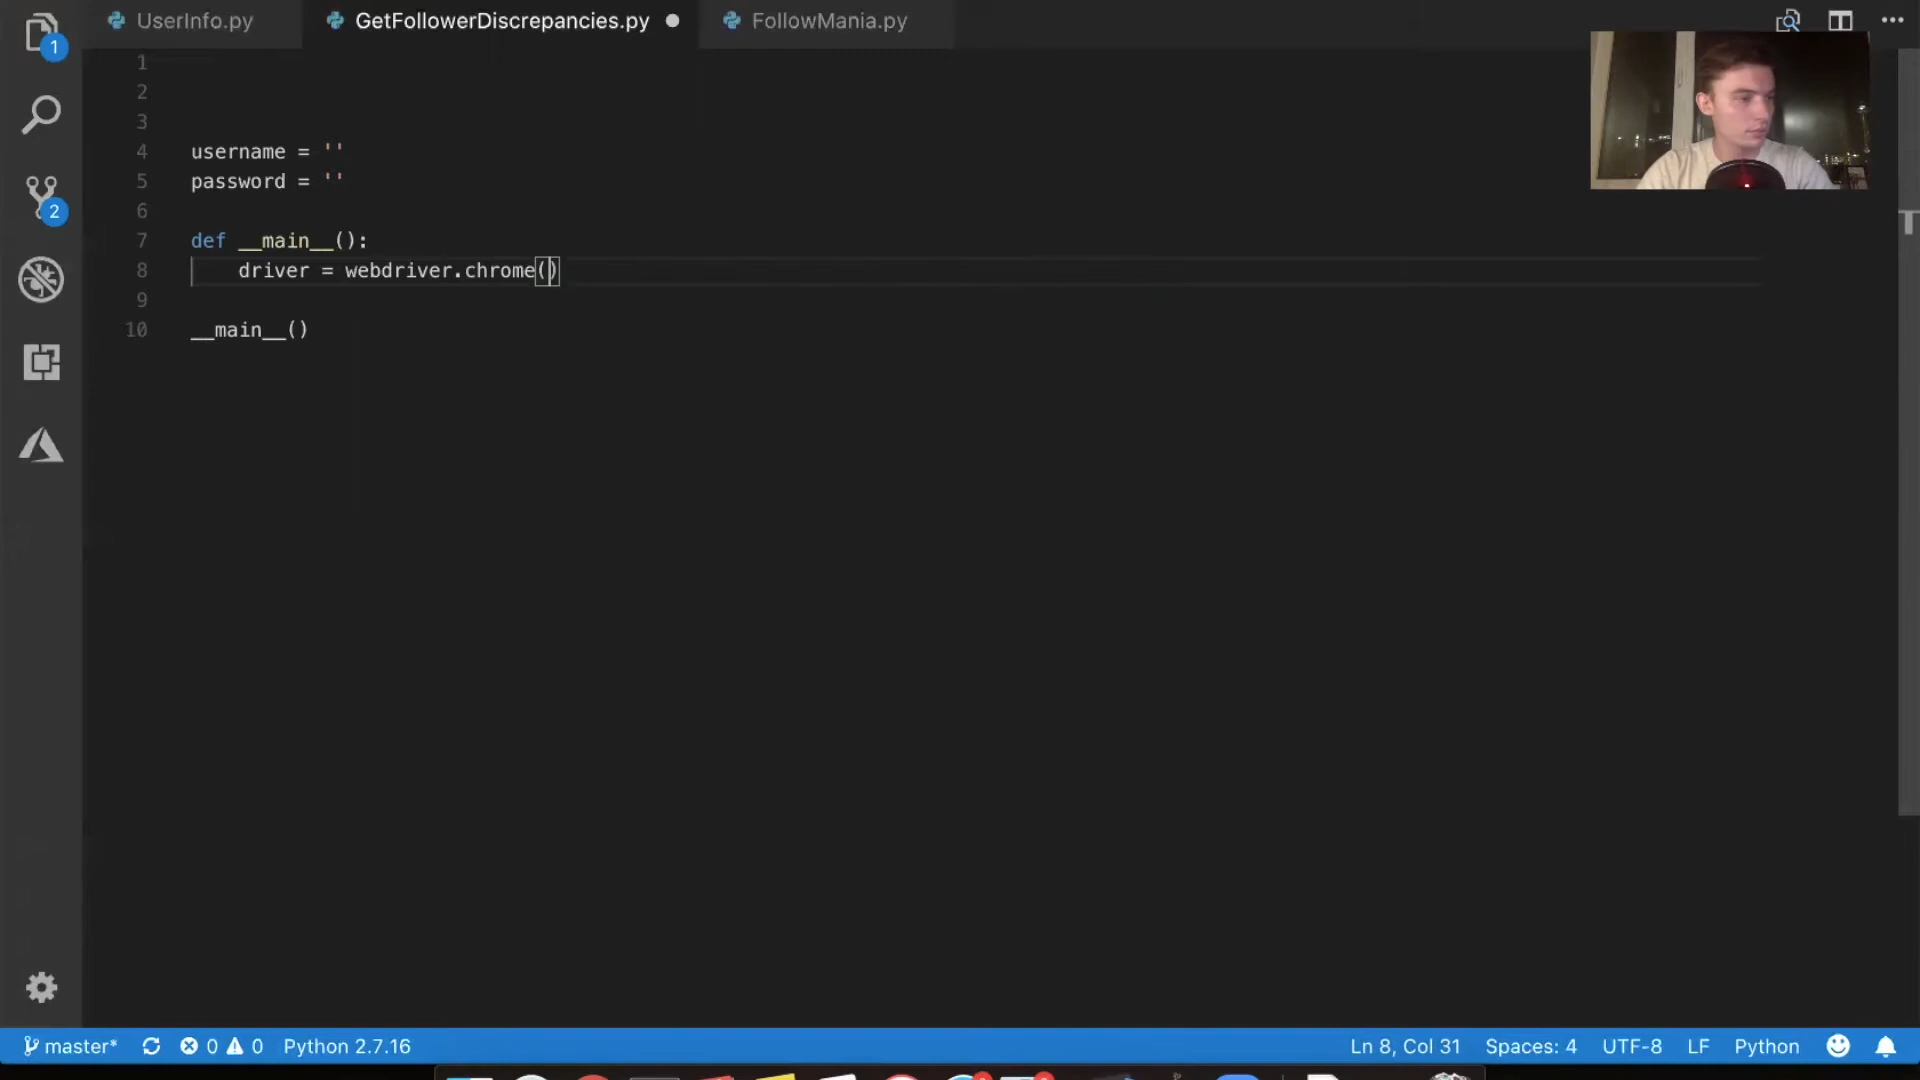 UserInfo.py GetFollowerDiscrepancies.py FollowMania.py
1
1
2
3
4 username = ''
5 password = ''
6
7 def __main__():
8 driver = webdriver.chrome()
9
10 __main__()
2
master* 0 0 Python 2.7.16 Ln 8, Col 31 Spaces: 4 UTF-8 LF Python